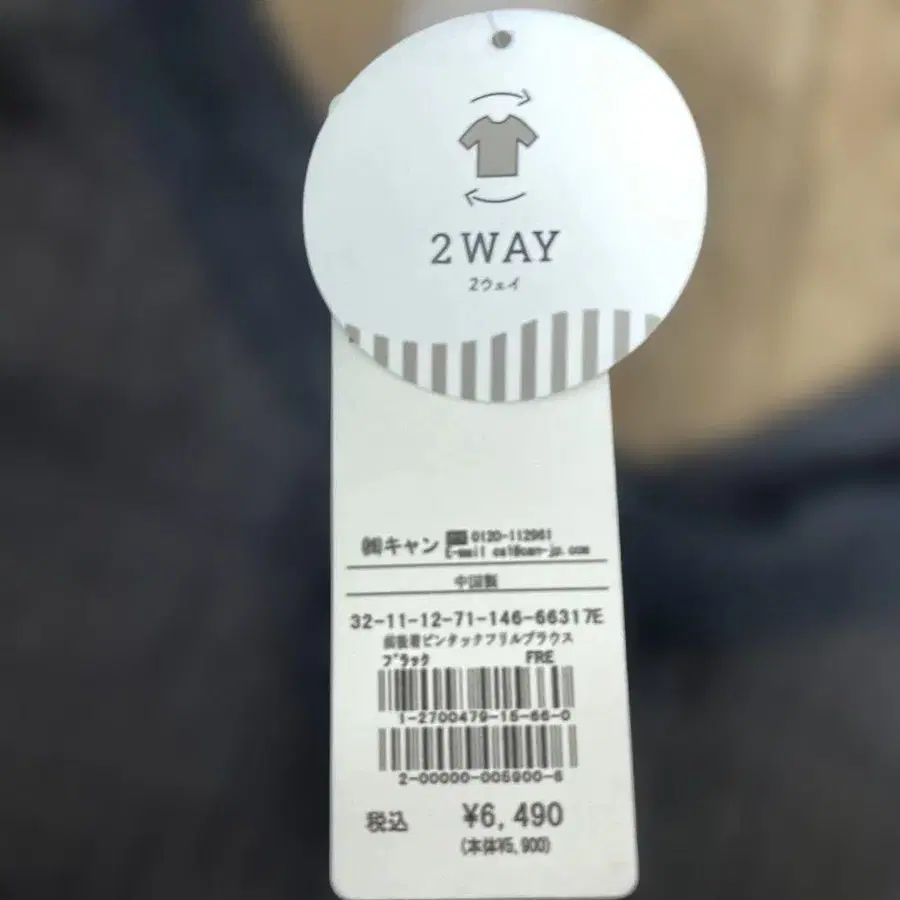 2WAY
2ウェイ
㈱キャン 0120-112961
E-mail cal@can-jp.com
中国製
32-11-12-71-146-66317E
前後着ピンタックフリルブラウス
ブラック FRE
1-2700479-15-66-0
2-00000-005900-6
税込 ¥6,490
(本体¥5,900)